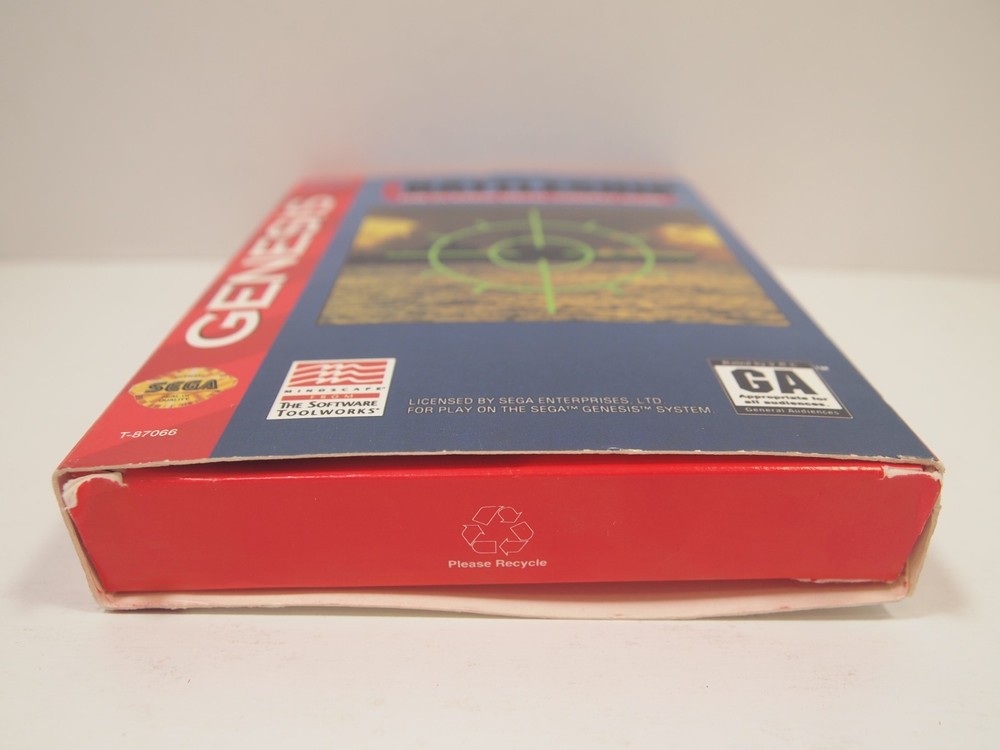 BATTLESHIP
GENESIS
SEGA
T-87066
MINDSCAPE
FROM
THE SOFTWARE
TOOLWORKS
LICENSED BY SEGA ENTERPRISES, LTD
FOR PLAY ON THE SEGA™ GENESIS™ SYSTEM
GA
Appropriate for
all audiences.
General Audiences
Please Recycle